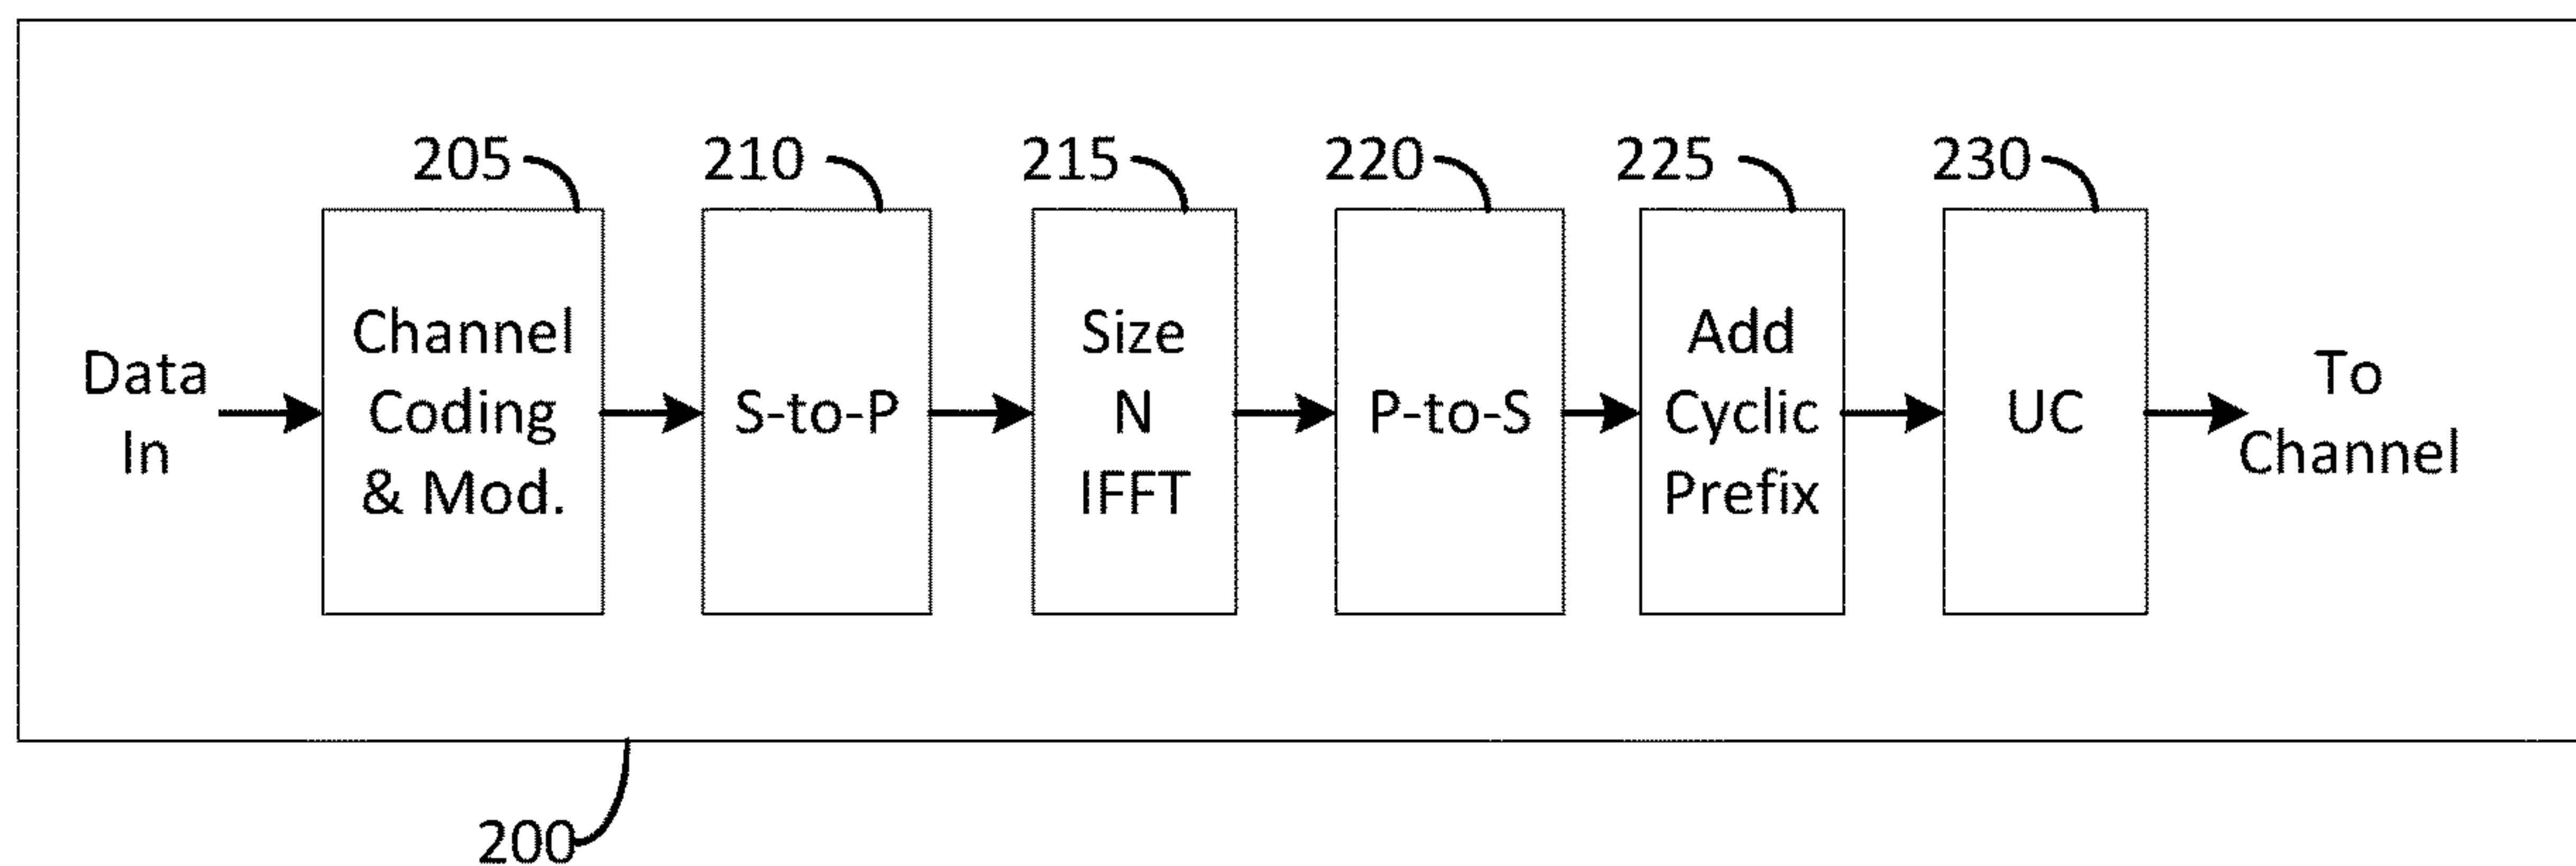 205 210 215 220 225 230
Data
In
Channel
Coding
& Mod.
S-to-P
Size
N
IFFT
P-to-S
Add
Cyclic
Prefix
UC
To
Channel
200